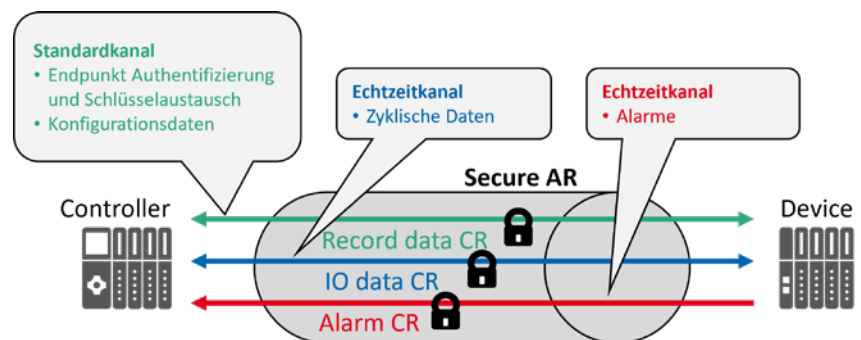 Standardkanal
• Endpunkt Authentifizierung
und Schlüsselaustausch
• Konfigurationsdaten
Echtzeitkanal
• Zyklische Daten
Echtzeitkanal
• Alarme
Secure AR
Controller
Device
Record data CR
IO data CR
Alarm CR